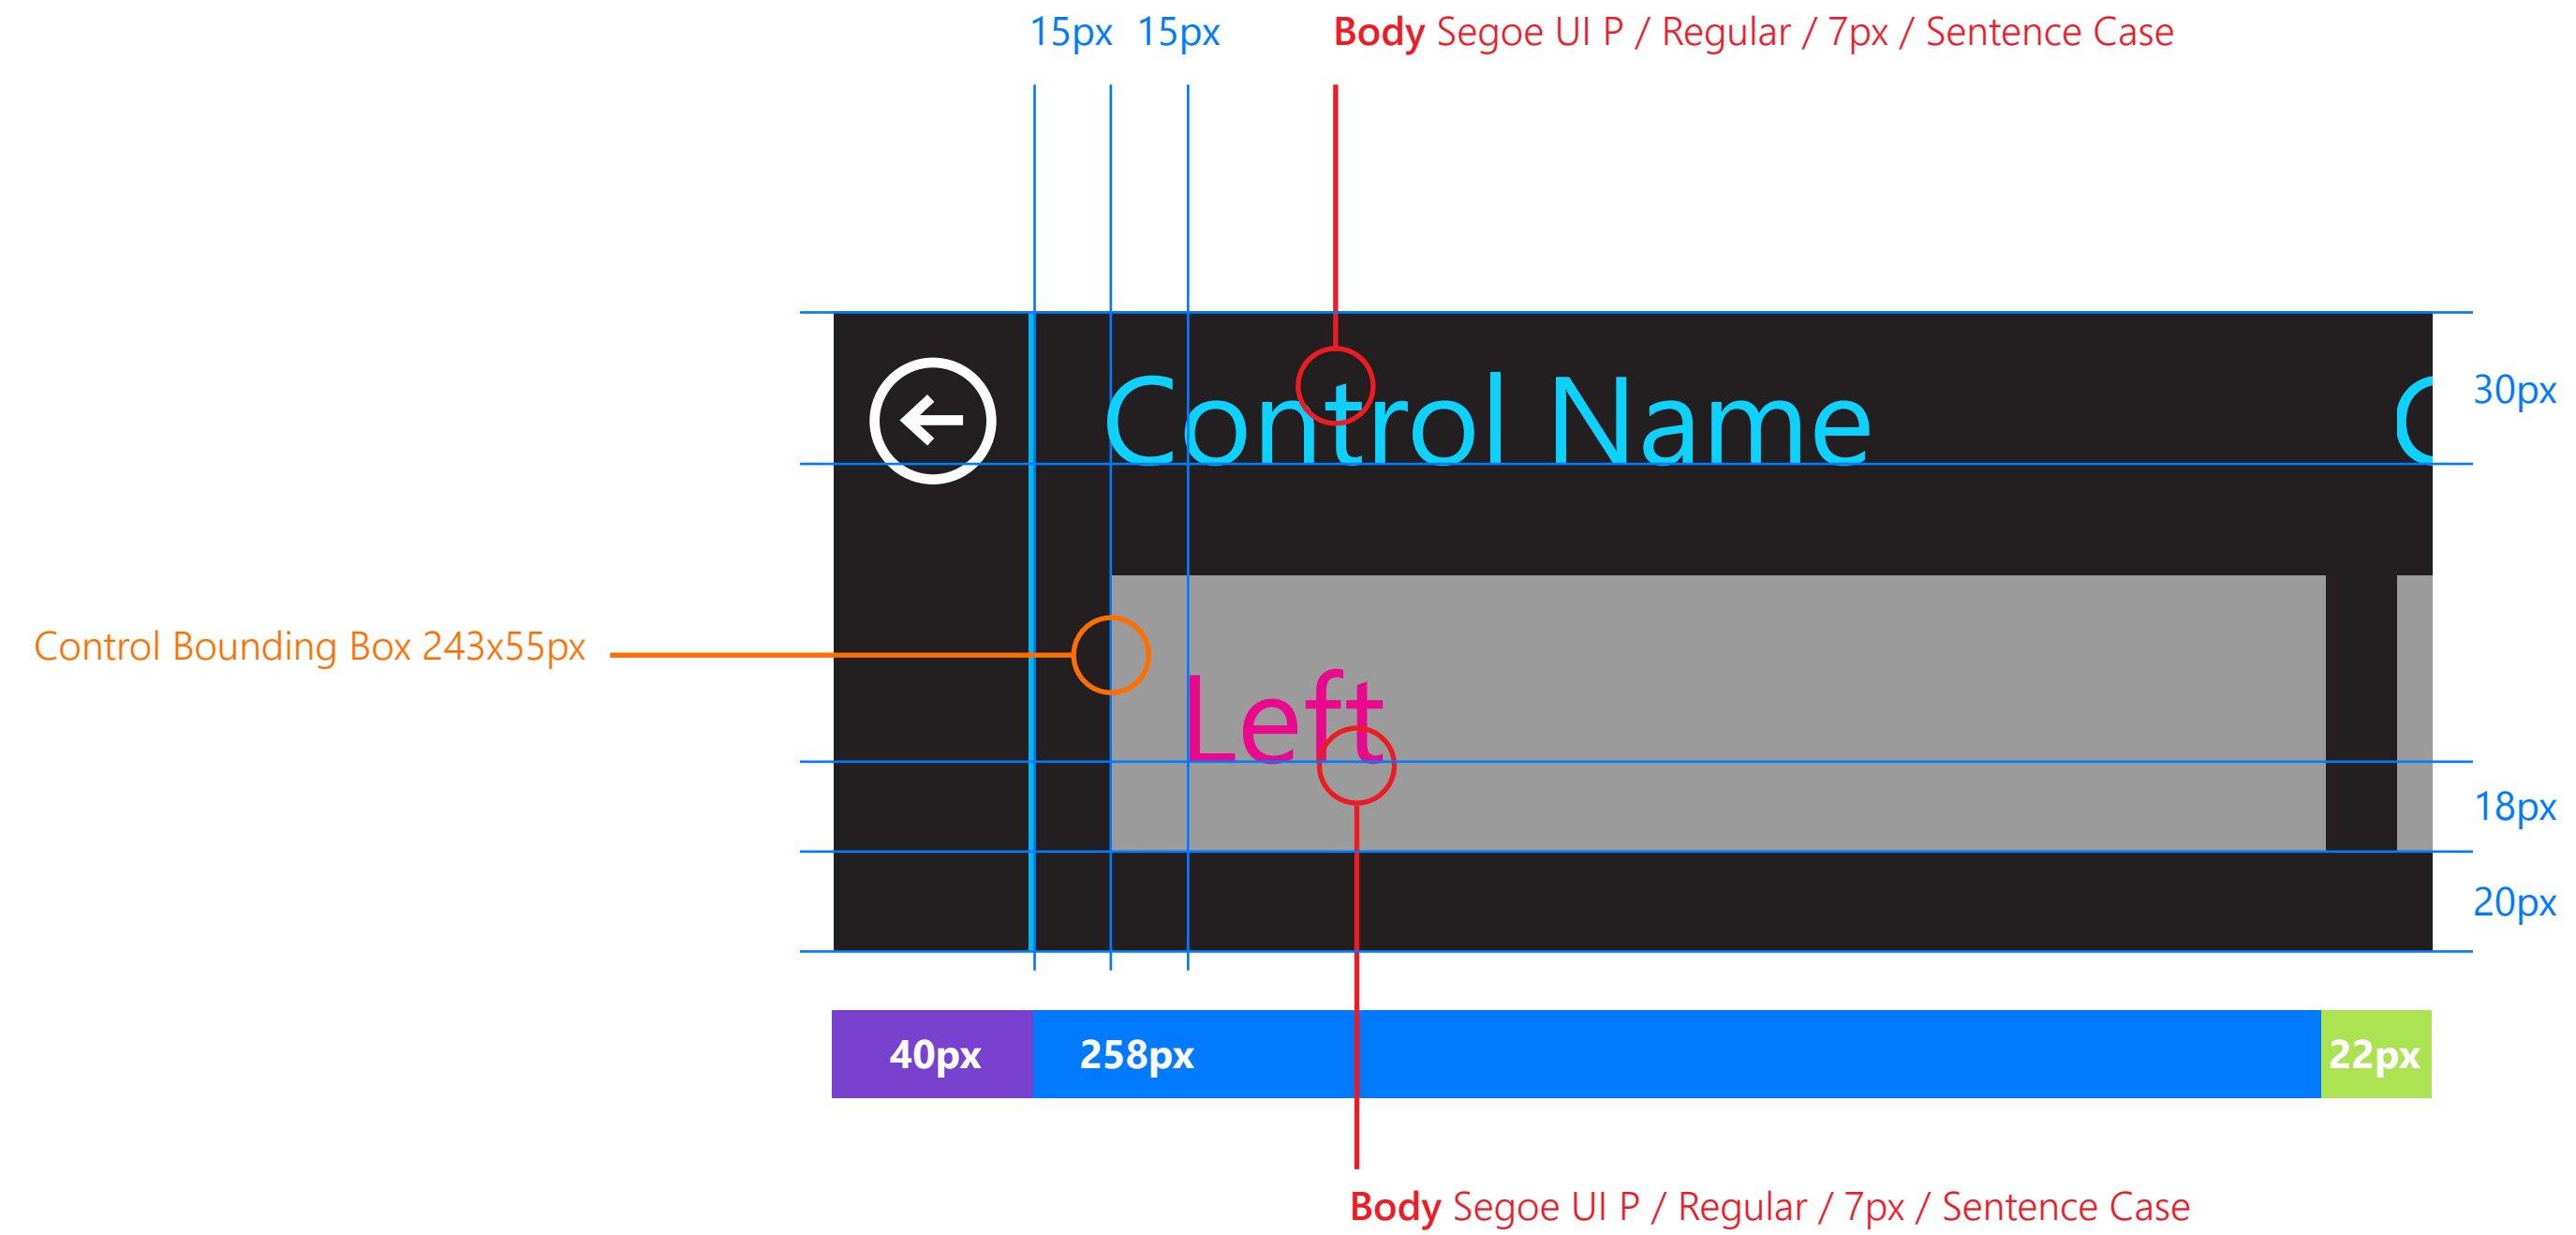 15px 15px Body Segoe UI P / Regular / 7px / Sentence Case
Control Name
30px
Control Bounding Box 243x55px
Left
18px
20px
40px 258px 22px
Body Segoe UI P / Regular / 7px / Sentence Case